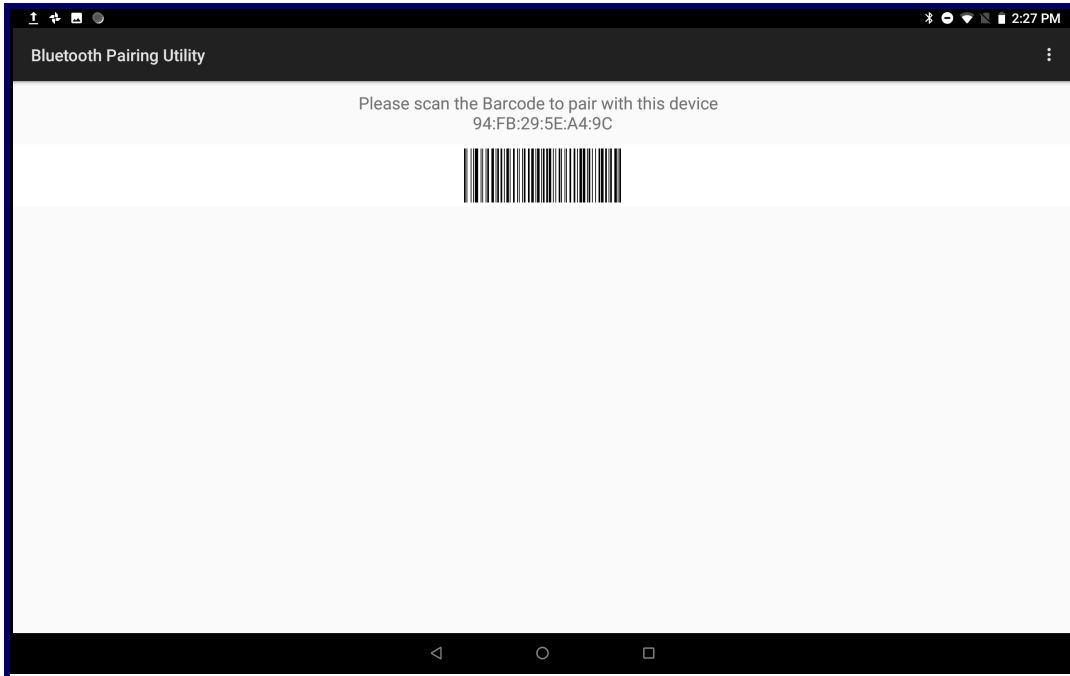 2:27 PM
Bluetooth Pairing Utility
Please scan the Barcode to pair with this device
94:FB:29:5E:A4:9C